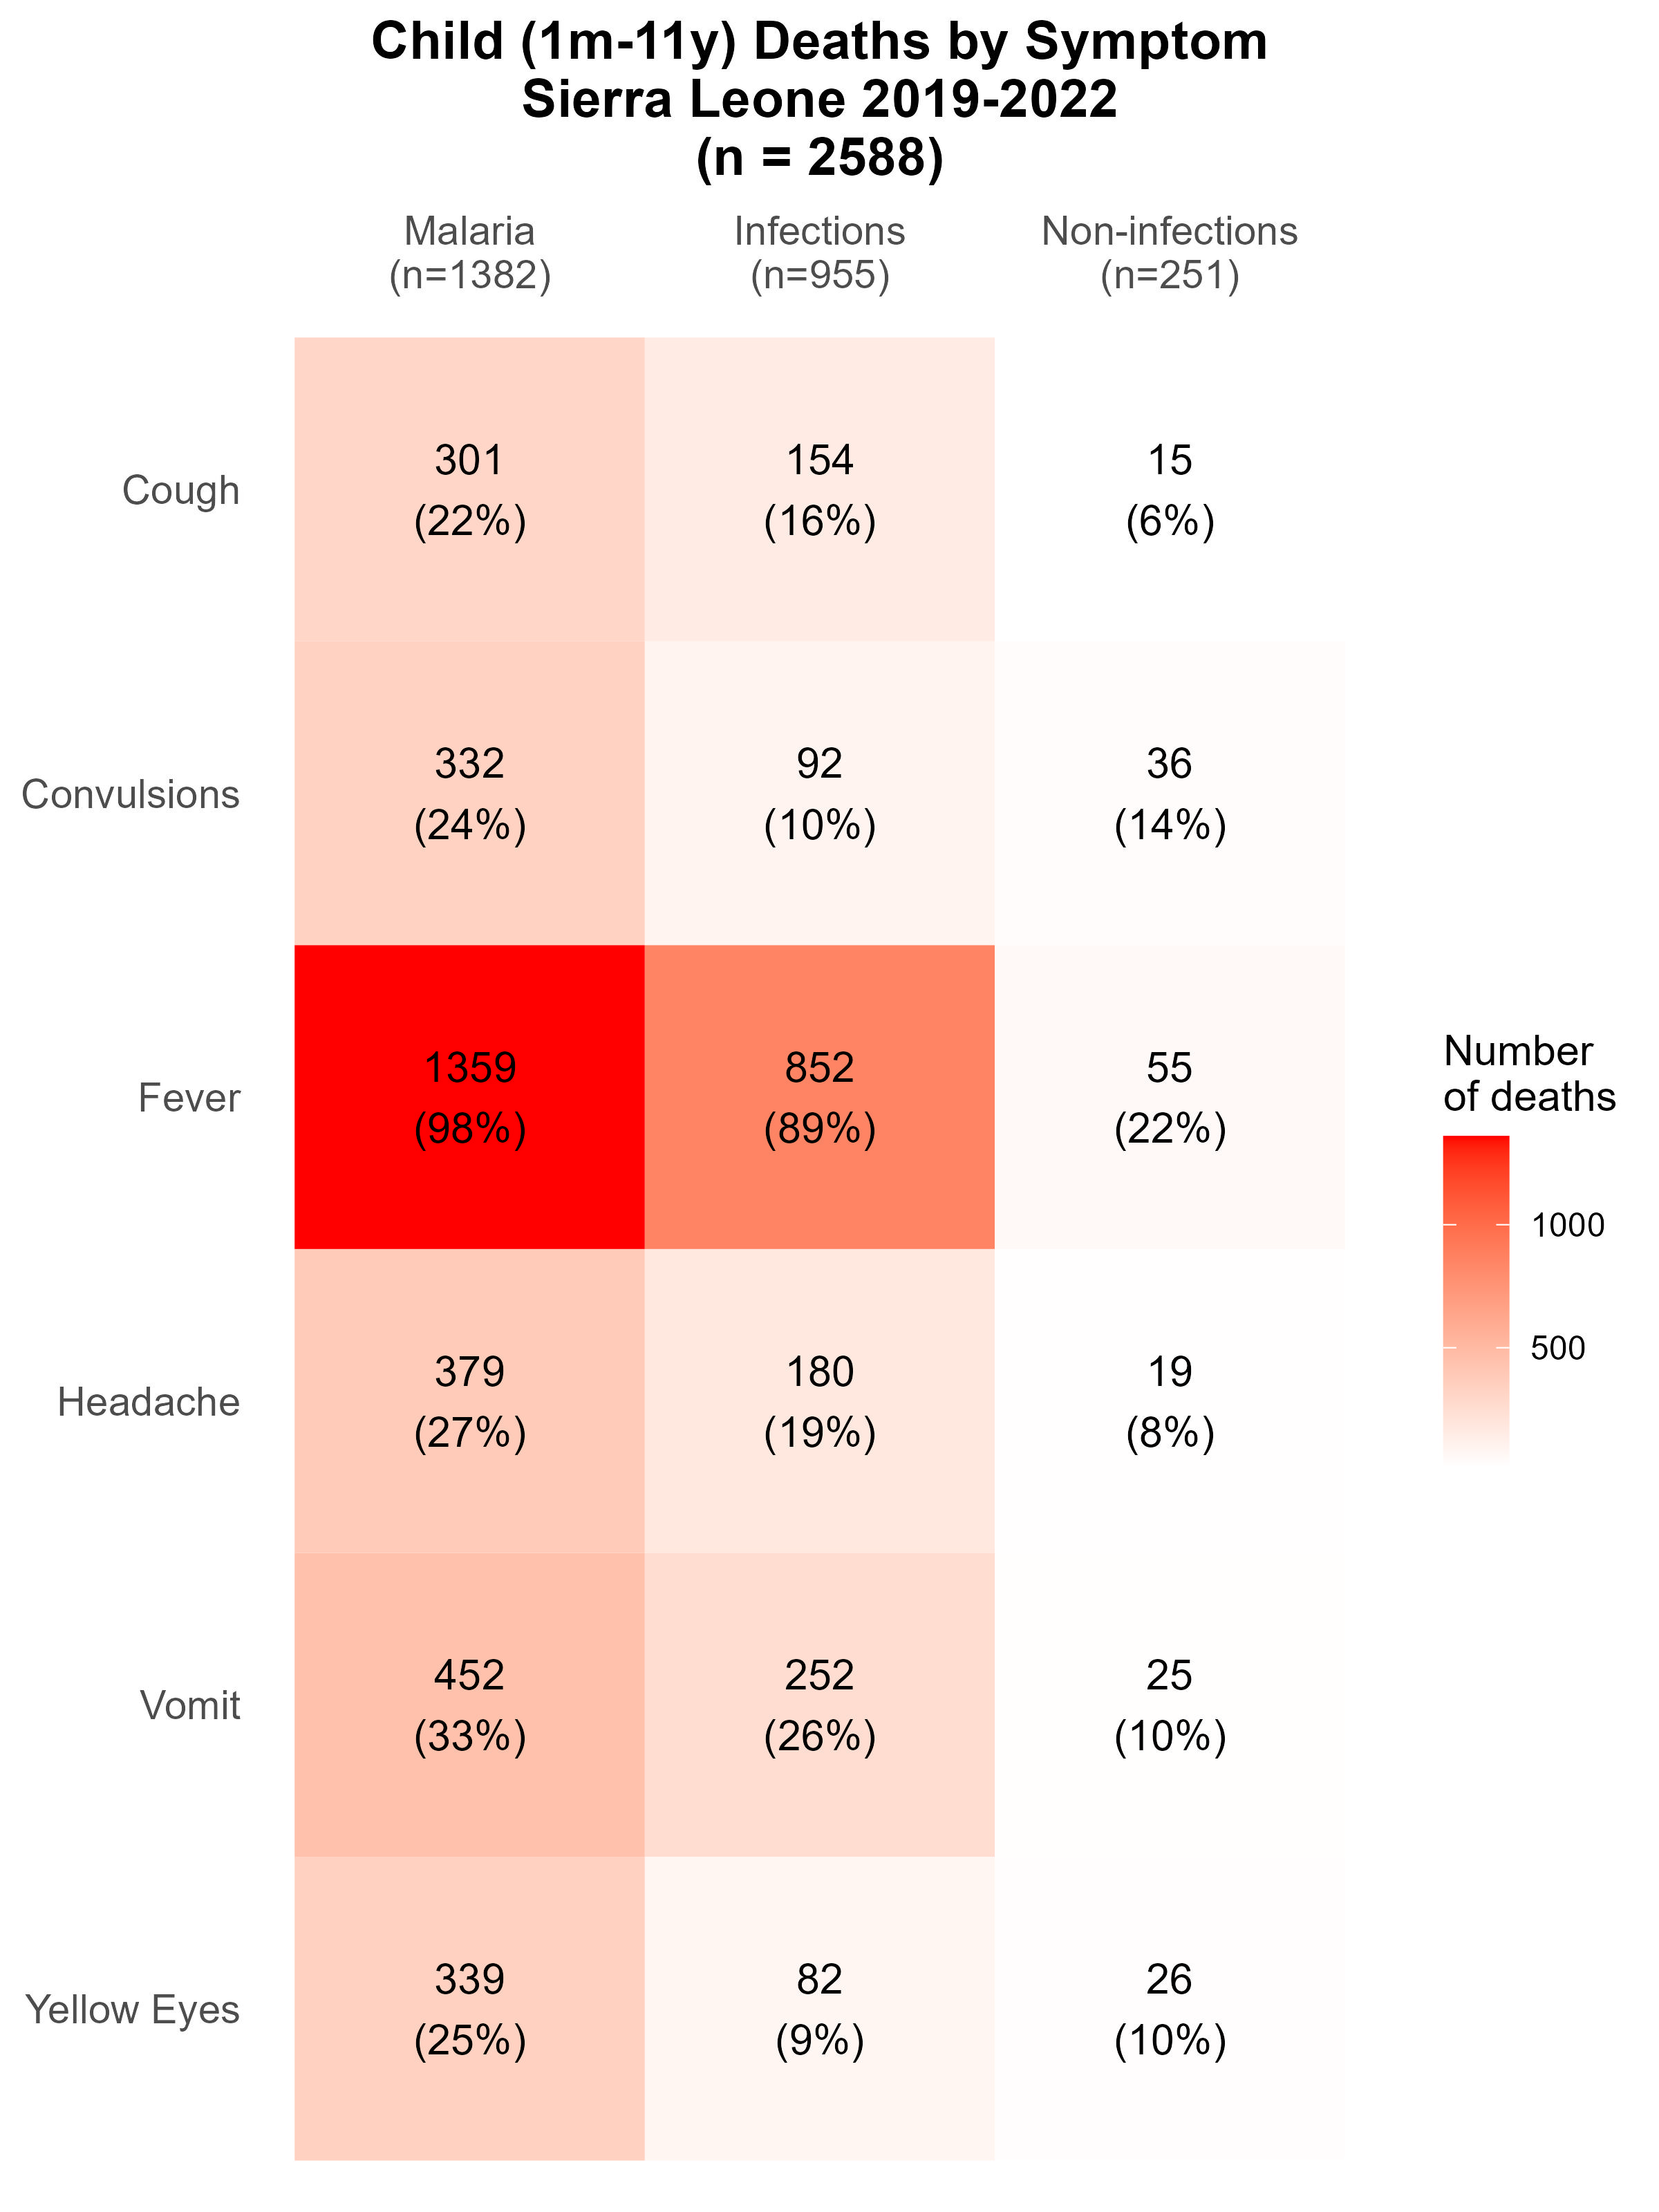 Child (1m-11y) Deaths by Symptom
Sierra Leone 2019-2022
(n = 2588)
Malaria Infections Non-infections
(n=1382) (n=955) (n=251)
Cough
301 154 15
(22%) (16%) (6%)
Convulsions
332 92 36
(24%) (10%) (14%)
Fever
1359 852 55
(98%) (89%) (22%)
Headache
379 180 19
(27%) (19%) (8%)
Vomit
452 252 25
(33%) (26%) (10%)
Yellow Eyes
339 82 26
(25%) (9%) (10%)
Number
of deaths
1000
500